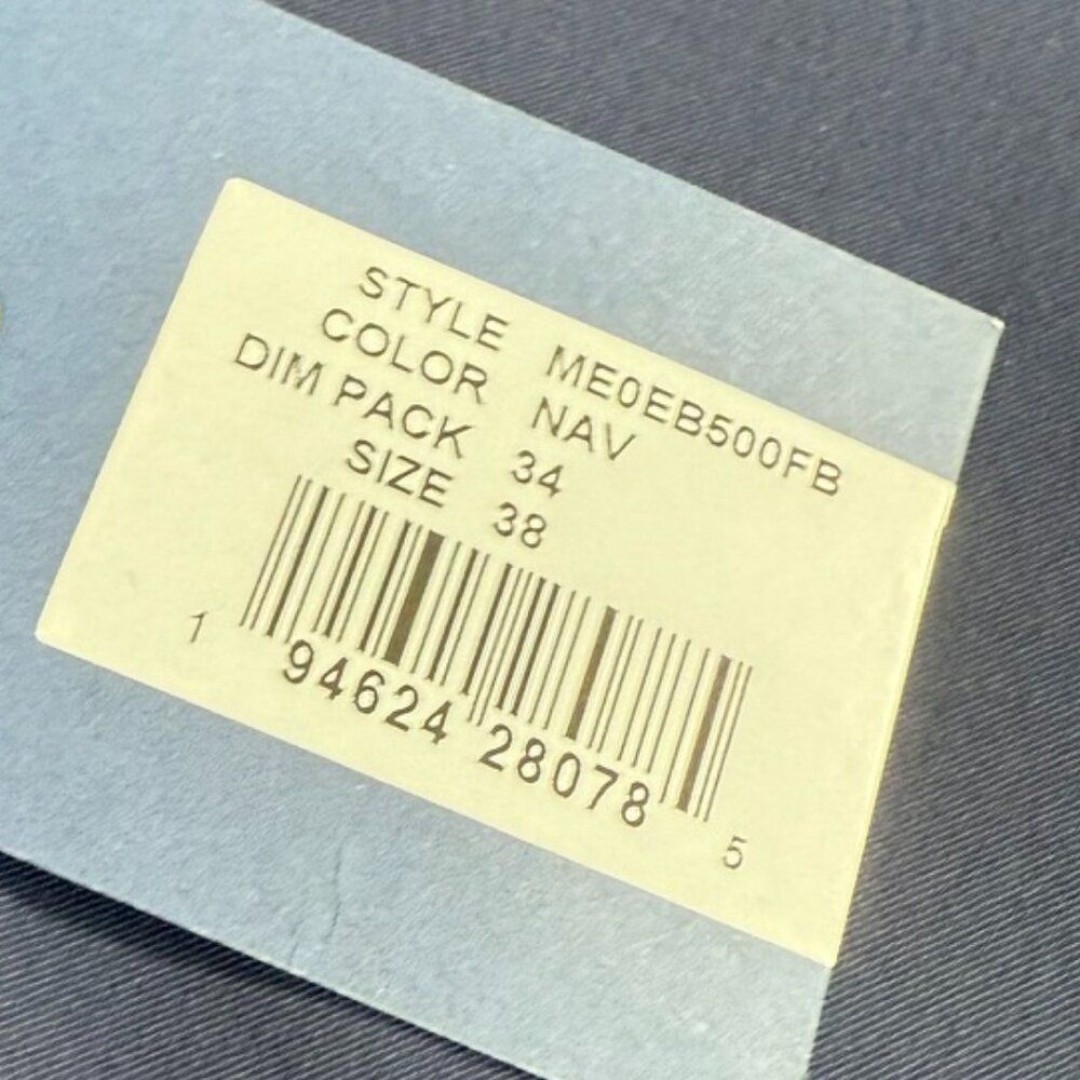 STYLE ME0EB500FB
COLOR NAV
DIM PACK 34
SIZE 38
1 94624 28078 5